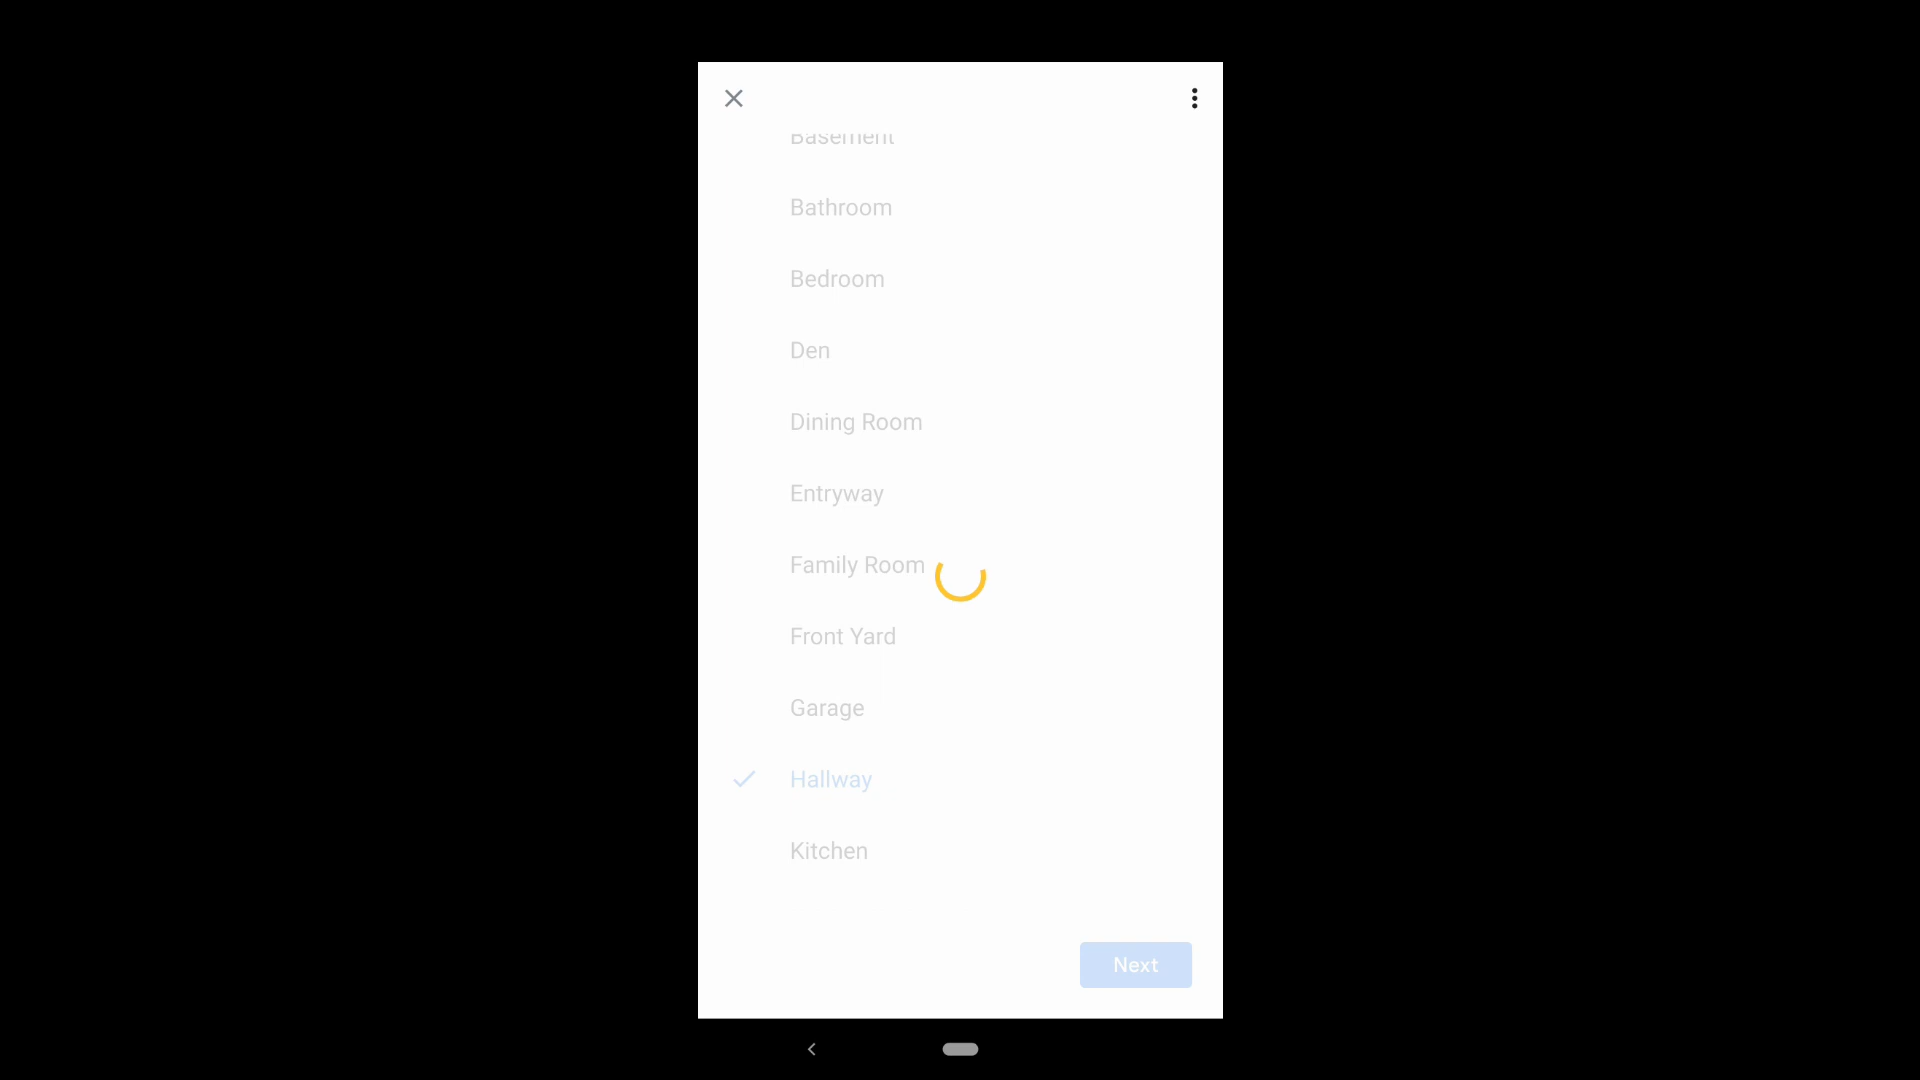 Basement
Bathroom
Bedroom
Den
Dining Room
Entryway
Family Room
Front Yard
Garage
Hallway
Kitchen
Next